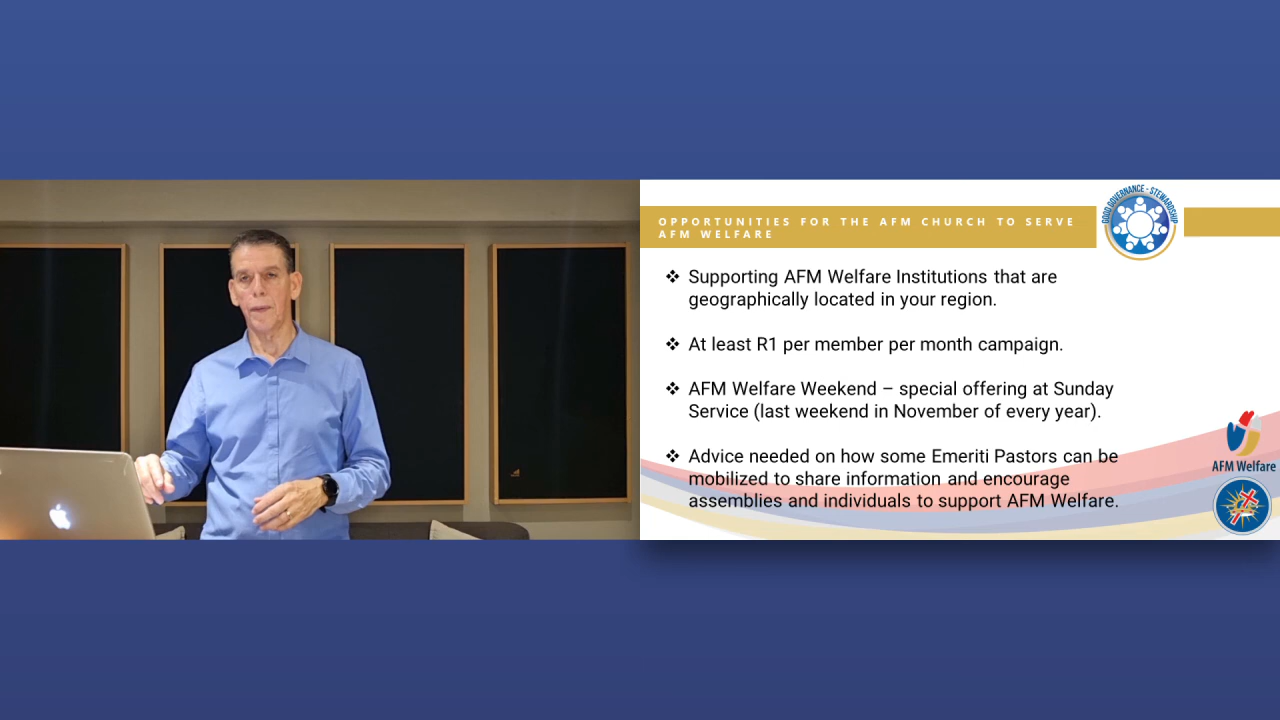 OPPORTUNITIES FOR THE AFM CHURCH TO SERVE
AFM WELFARE
GOOD GOVERNANCE - STEWARDSHIP
❖ Supporting AFM Welfare Institutions that are
geographically located in your region.
❖ At least R1 per member per month campaign.
❖ AFM Welfare Weekend – special offering at Sunday
Service (last weekend in November of every year).
❖ Advice needed on how some Emeriti Pastors can be
mobilized to share information and encourage
assemblies and individuals to support AFM Welfare.
AFM Welfare